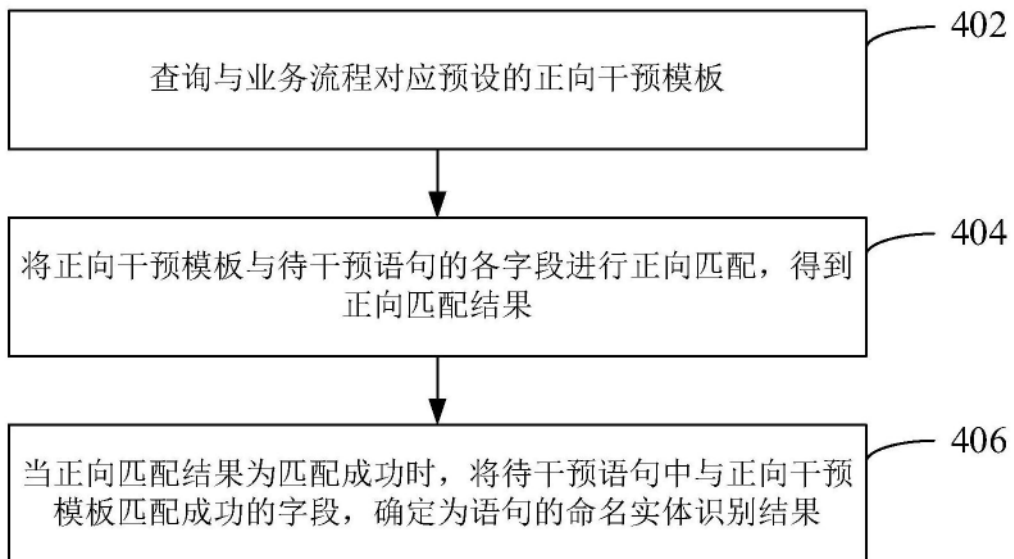 402
查询与业务流程对应预设的正向干预模板
404
将正向干预模板与待干预语句的各字段进行正向匹配，得到
正向匹配结果
406
当正向匹配结果为匹配成功时，将待干预语句中与正向干预
模板匹配成功的字段，确定为语句的命名实体识别结果